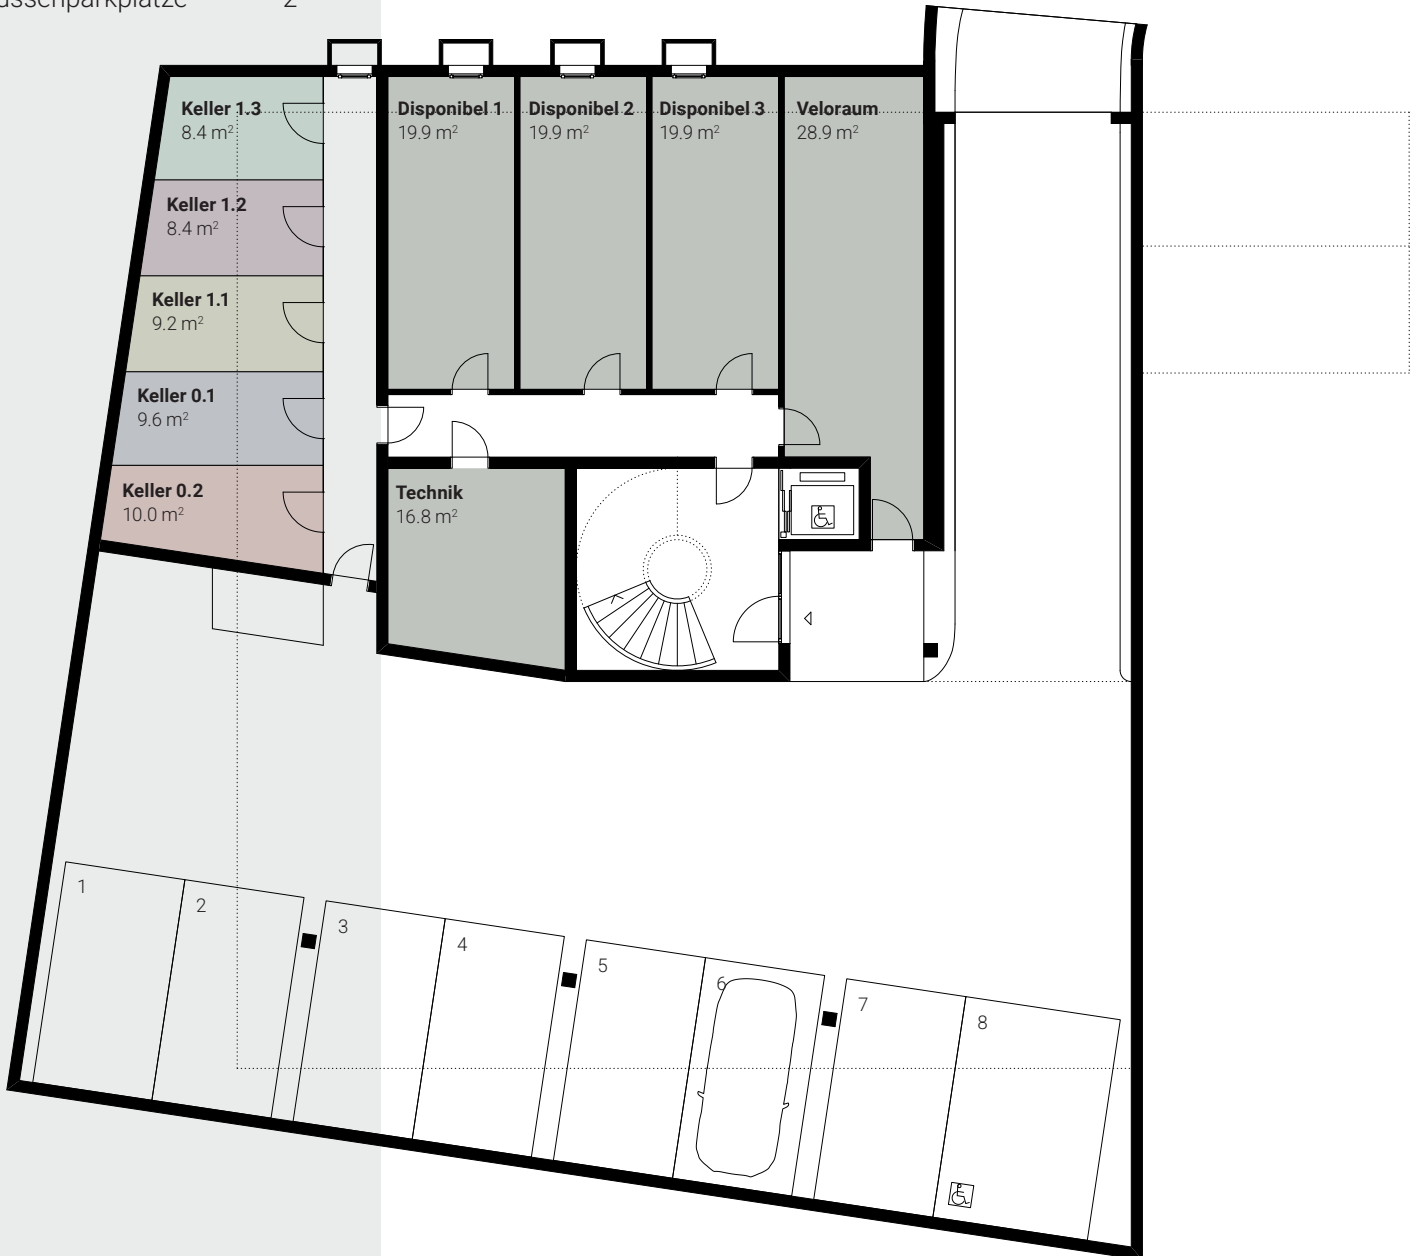 2
Keller 1.3
8.4 m²
Disponibel 1
19.9 m²
Disponibel 2
19.9 m²
Disponibel 3
19.9 m²
Veloraum
28.9 m²
Keller 1.2
8.4 m²
Keller 1.1
9.2 m²
Keller 0.1
9.6 m²
Keller 0.2
10.0 m²
Technik
16.8 m²
1
2
3
4
5
6
7
8